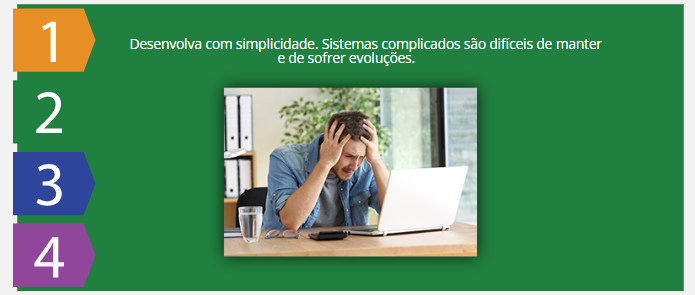 1
Desenvolva com simplicidade. Sistemas complicados são difíceis de manter
e de sofrer evoluções.
2
3
4